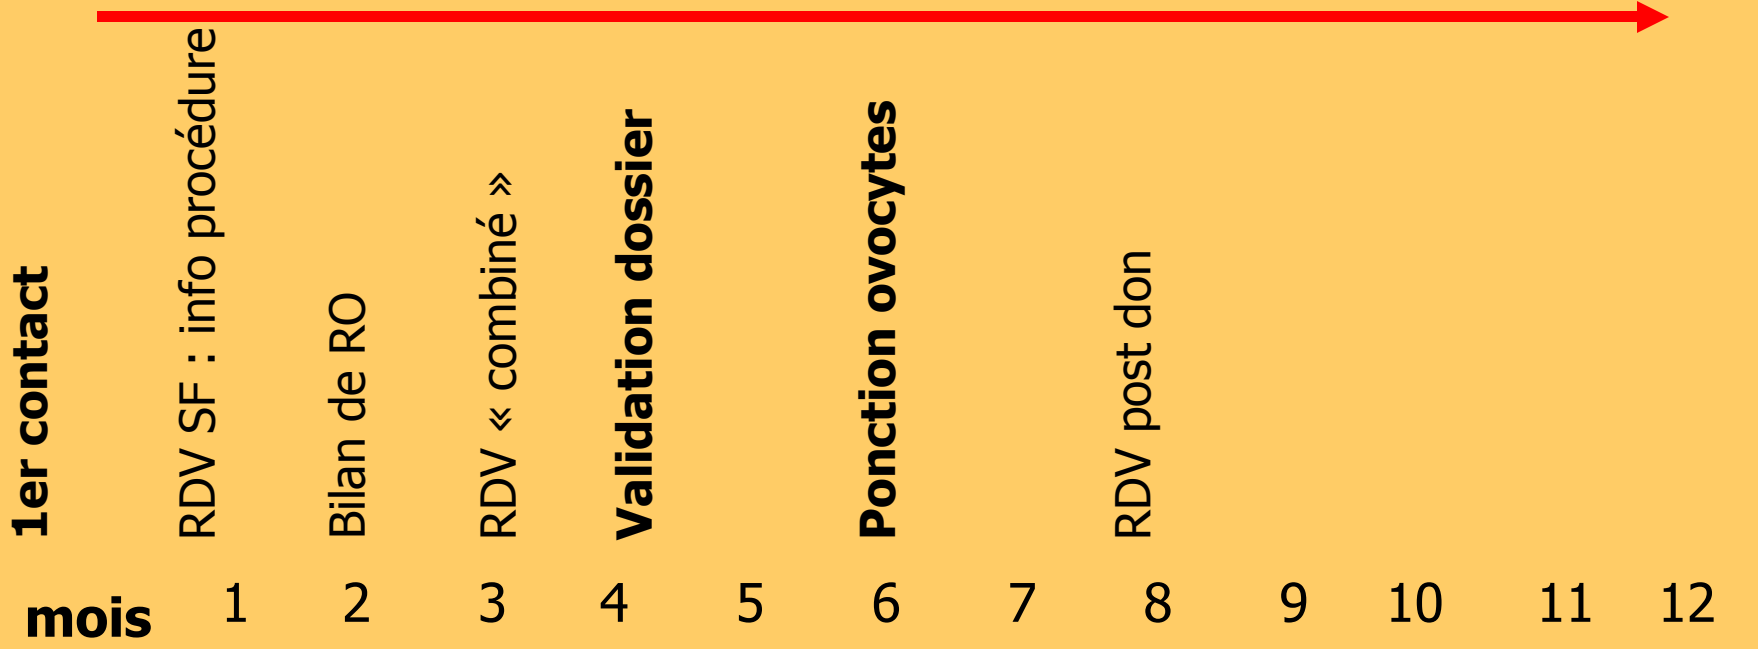 1er contact
RDV SF : info procédure
Bilan de RO
RDV « combiné »
Validation dossier
Ponction ovocytes
RDV post don
mois 1 2 3 4 5 6 7 8 9 10 11 12